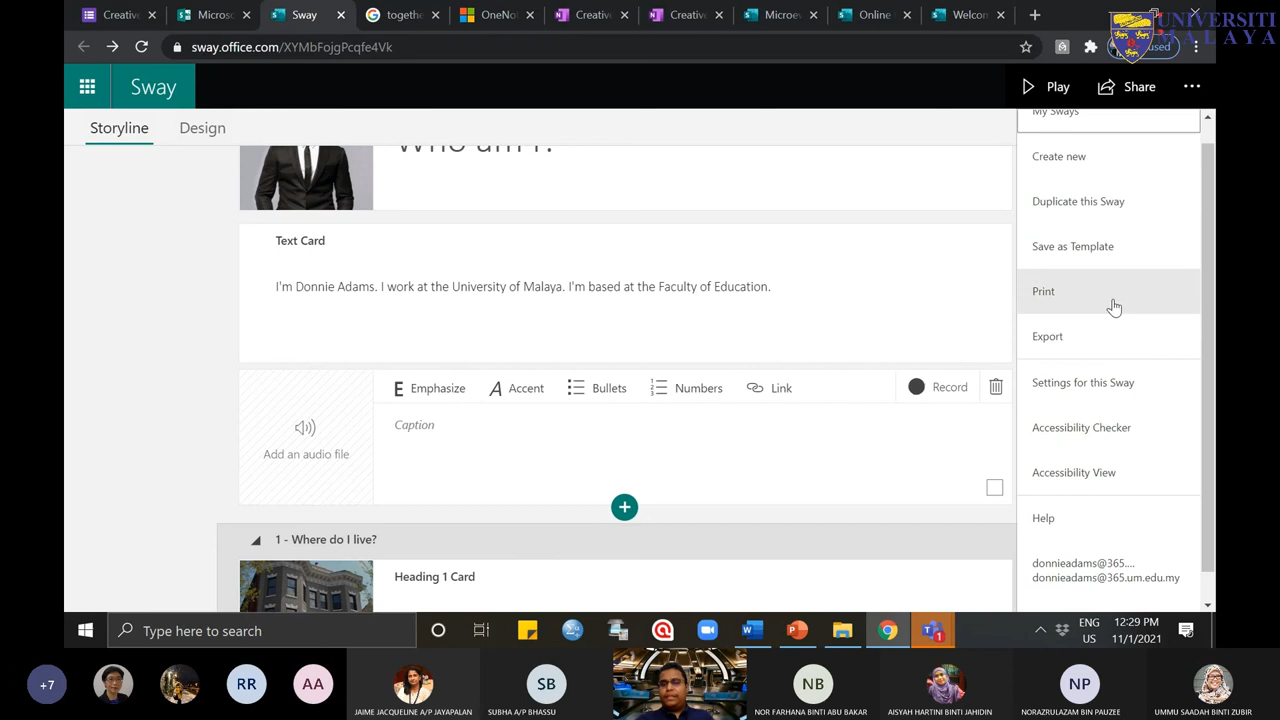 Creative
Microso
Sway
togethe
OneNo
Creative
Creative
Microev
Online
Welcom
UNIVERSITI
MALAYA
sway.office.com/XYMbFojgPcqfe4Vk
Sway
Play
Share
Storyline
Design
My Sways
Who am I?
Create new
Text Card
Duplicate this Sway
Save as Template
I'm Donnie Adams. I work at the University of Malaya. I'm based at the Faculty of Education.
Print
Export
Emphasize
Accent
Bullets
Numbers
Link
Record
Settings for this Sway
Caption
Accessibility Checker
Add an audio file
Accessibility View
Help
1 - Where do I live?
Heading 1 Card
donnieadams@365....
donnieadams@365.um.edu.my
Type here to search
ENG
US
12:29 PM
11/1/2021
+7
RR
AA
SB
NB
NP
JAIME JACQUELINE A/P JAYAPALAN
SUBHA A/P BHASSU
NOR FARHANA BINTI ABU BAKAR
AISYAH HARTINI BINTI JAHIDIN
NORAZRULAZAM BIN PAUZEE
UMMU SAADAH BINTI ZUBIR